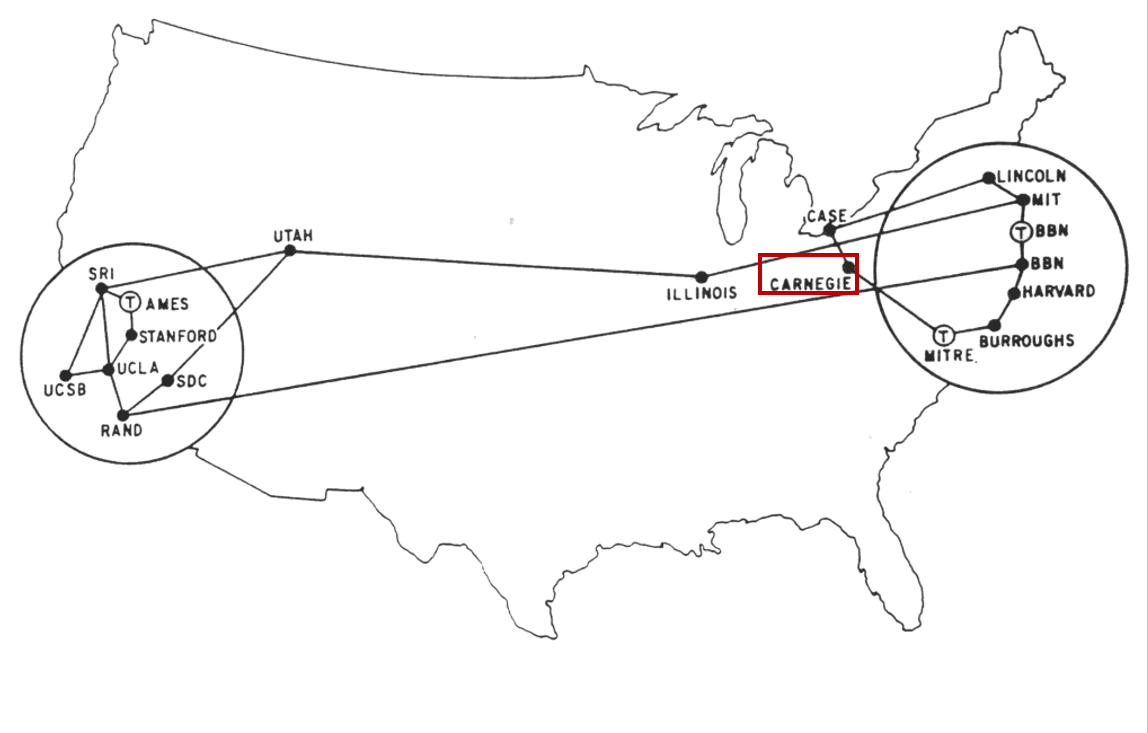 LINCOLN
MIT
CASE
T BBN
UTAH
BBN
SRI
CARNEGIE
ILLINOIS
HARVARD
T AMES
STANFORD
T
BURROUGHS
MITRE.
UCLA
SDC
UCSB
RAND